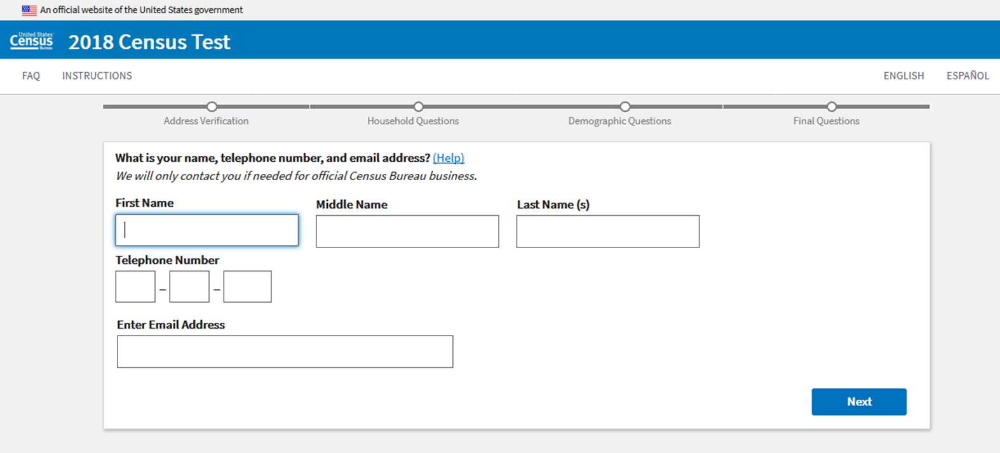 An official website of the United States government
United States
Census
Bureau
2018 Census Test
FAQ INSTRUCTIONS ENGLISH ESPAÑOL
Address Verification Household Questions Demographic Questions Final Questions
What is your name, telephone number, and email address? (Help)
We will only contact you if needed for official Census Bureau business.
First Name Middle Name Last Name (s)
Telephone Number
– –
Enter Email Address
Next